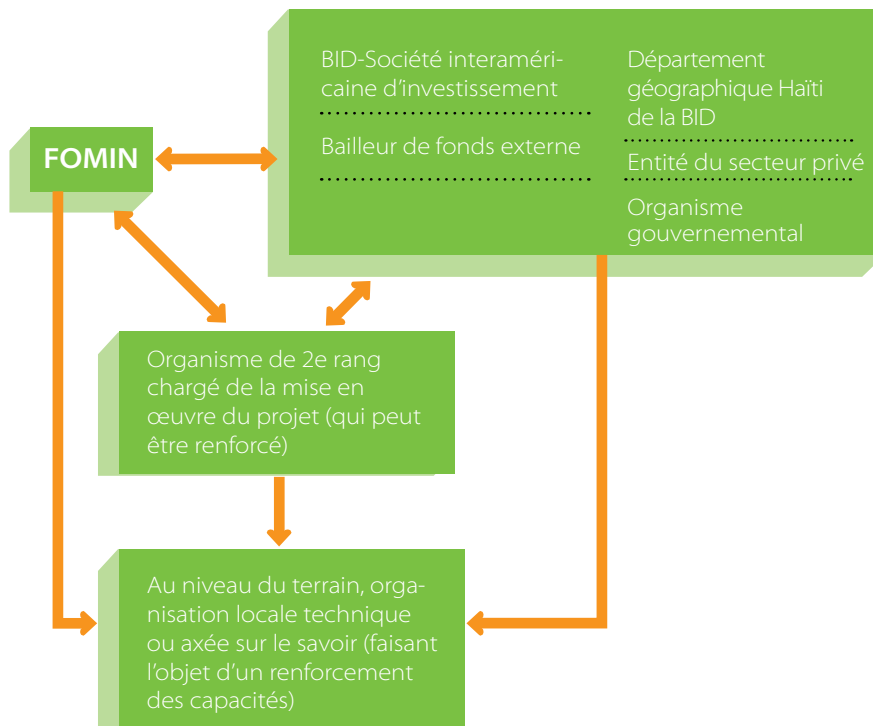 BID-Société interaméri-
caine d'investissement
Bailleur de fonds externe
Département
géographique Haïti
de la BID
Entité du secteur privé
Organisme
gouvernemental
FOMIN
Organisme de 2e rang
chargé de la mise en
œuvre du projet (qui peut
être renforcé)
Au niveau du terrain, orga-
nisation locale technique
ou axée sur le savoir (faisant
l'objet d'un renforcement
des capacités)